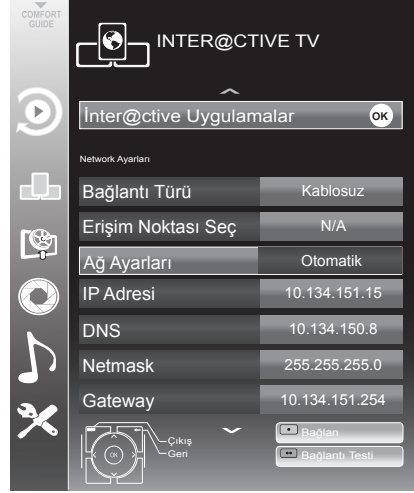 COMFORT
GUIDE
INTER@CTIVE TV
İnter@ctive Uygulamalar OK
Network Ayarları
Bağlantı Türü Kablosuz
Erişim Noktası Seç N/A
Ağ Ayarları Otomatik
IP Adresi 10.134.151.15
DNS 10.134.150.8
Netmask 255.255.255.0
Gateway 10.134.151.254
OK
Çıkış
Geri
Bağlan
Bağlantı Testi